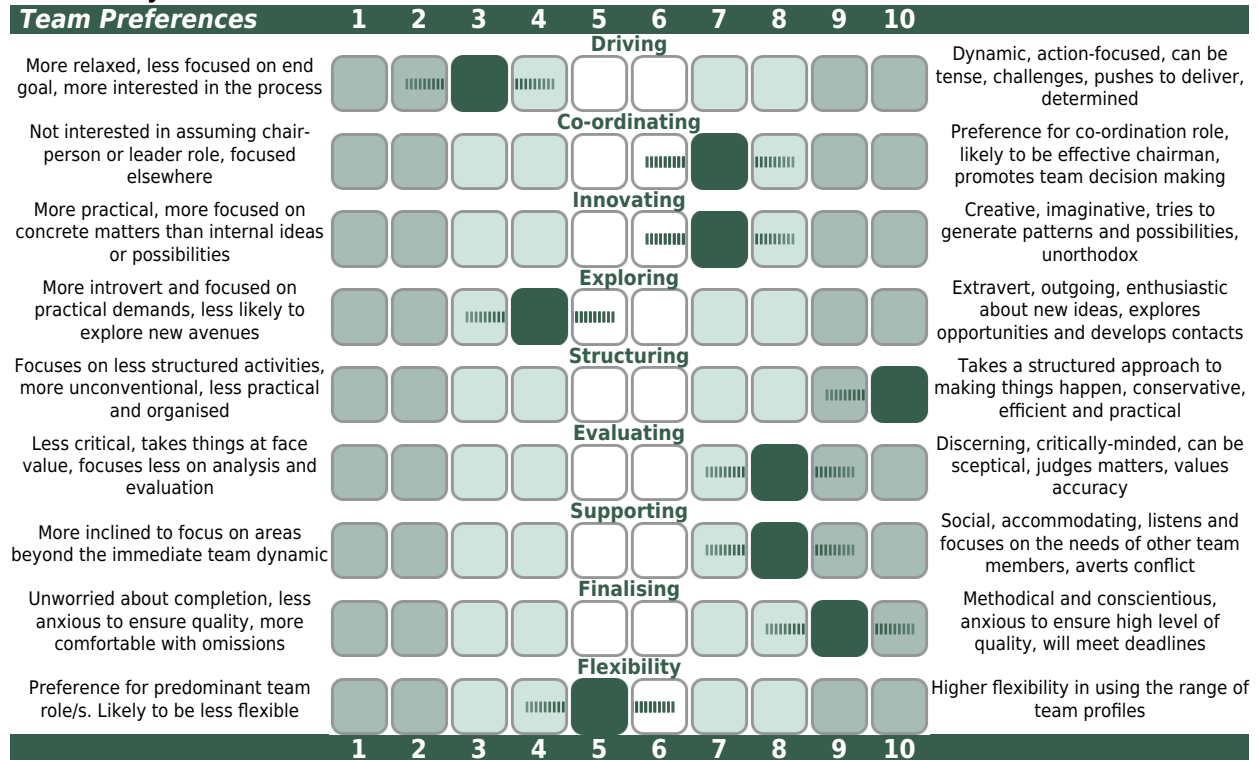 Team Preferences 1 2 3 4 5 6 7 8 9 10
Driving
More relaxed, less focused on end
goal, more interested in the process
Dynamic, action-focused, can be
tense, challenges, pushes to deliver,
determined
Co-ordinating
Not interested in assuming chair-
person or leader role, focused
elsewhere
Preference for co-ordination role,
likely to be effective chairman,
promotes team decision making
Innovating
More practical, more focused on
concrete matters than internal ideas
or possibilities
Creative, imaginative, tries to
generate patterns and possibilities,
unorthodox
Exploring
More introvert and focused on
practical demands, less likely to
explore new avenues
Extravert, outgoing, enthusiastic
about new ideas, explores
opportunities and develops contacts
Structuring
Focuses on less structured activities,
more unconventional, less practical
and organised
Takes a structured approach to
making things happen, conservative,
efficient and practical
Evaluating
Less critical, takes things at face
value, focuses less on analysis and
evaluation
Discerning, critically-minded, can be
sceptical, judges matters, values
accuracy
Supporting
More inclined to focus on areas
beyond the immediate team dynamic
Social, accommodating, listens and
focuses on the needs of other team
members, averts conflict
Finalising
Unworried about completion, less
anxious to ensure quality, more
comfortable with omissions
Methodical and conscientious,
anxious to ensure high level of
quality, will meet deadlines
Flexibility
Preference for predominant team
role/s. Likely to be less flexible
Higher flexibility in using the range of
team profiles
1 2 3 4 5 6 7 8 9 10